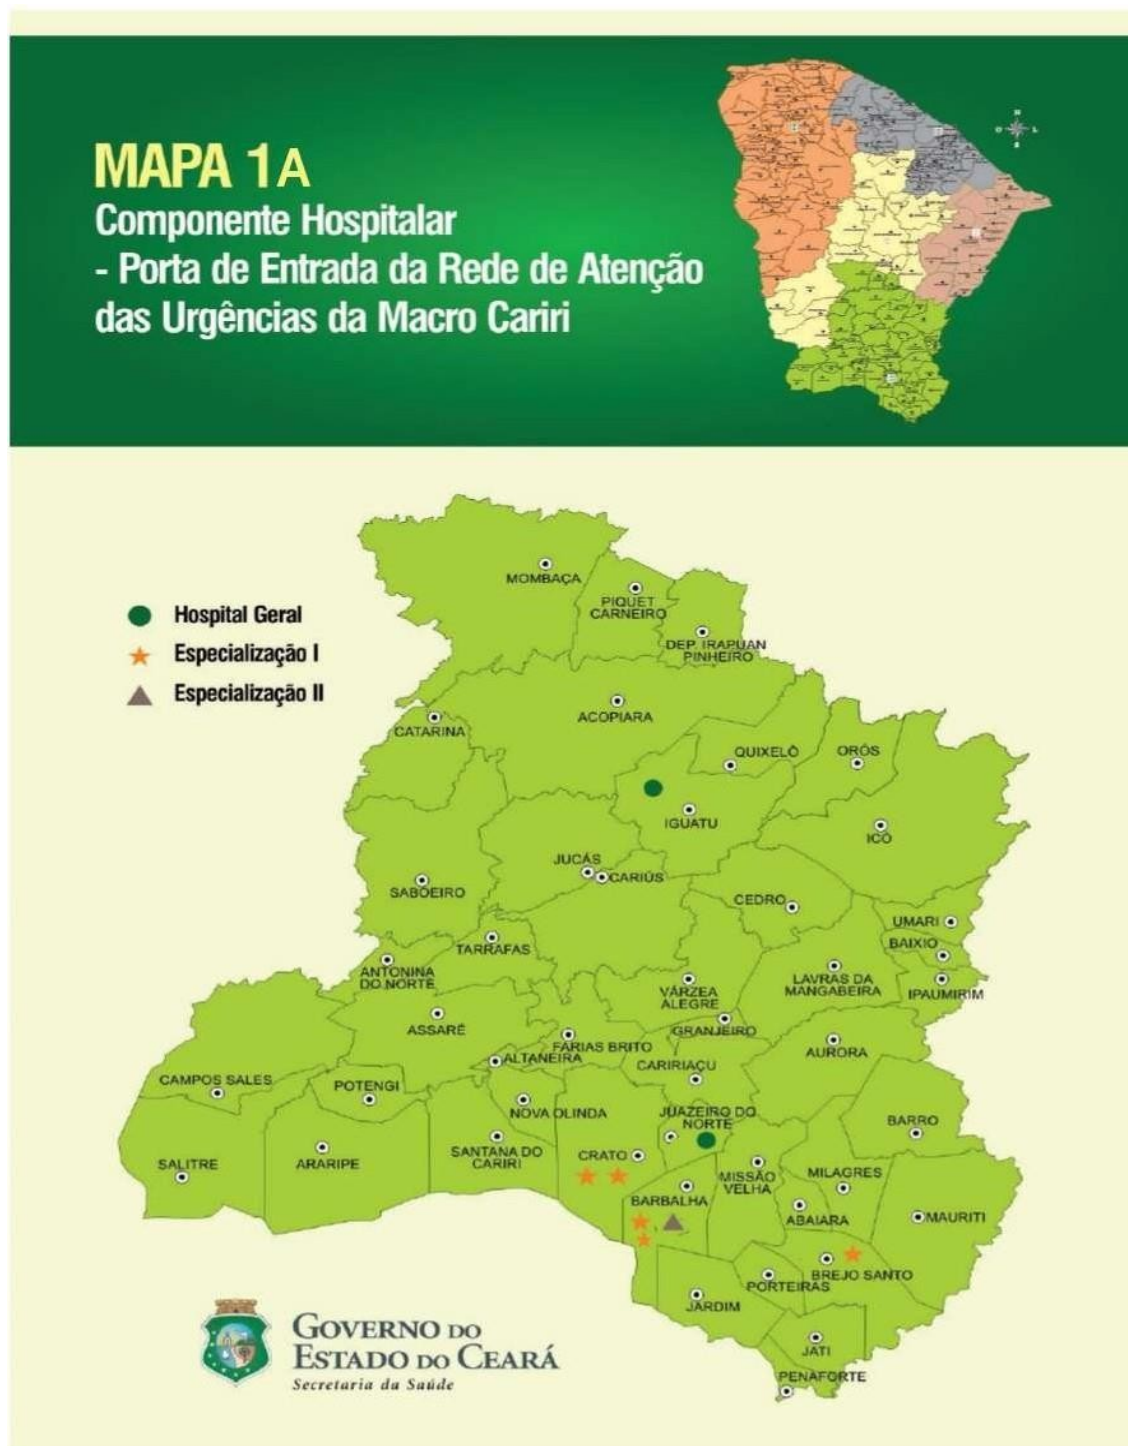 MAPA 1A
Componente Hospitalar
- Porta de Entrada da Rede de Atenção
das Urgências da Macro Cariri
N
O
L
S
Hospital Geral
Especialização I
Especialização II
MOMBAÇA
PIQUET
CARNEIRO
DEP. IRAPUAN
PINHEIRO
ACOPIARA
CATARINA
QUIXELÔ
ORÓS
IGUATU
ICÓ
JUCÁS
CARIÚS
SABOEIRO
CEDRO
UMARI
BAIXIO
TARRAFAS
ANTONINA
DO NORTE
LAVRAS DA
MANGABEIRA
IPAUMIRIM
VÁRZEA
ALEGRE
GRANJEIRO
ASSARÉ
FARIAS BRITO
ALTANEIRA
AURORA
CARIRIAÇU
CAMPOS SALES
POTENGI
NOVA OLINDA
JUAZEIRO DO
NORTE
BARRO
SALITRE
ARARIPE
SANTANA DO
CARIRI
CRATO
MISSÃO
VELHA
MILAGRES
BARBALHA
ABAIARA
MAURITI
BREJO SANTO
PORTEIRAS
JARDIM
JATI
PENAFORTE
GOVERNO DO
ESTADO DO CEARÁ
Secretaria da Saúde